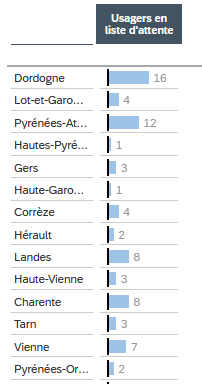 Usagers en
liste d'attente
Dordogne 16
Lot-et-Garo... 4
Pyrénées-At... 12
Hautes-Pyré... 1
Gers 3
Haute-Garo... 1
Corrèze 4
Hérault 2
Landes 8
Haute-Vienne 3
Charente 8
Tarn 3
Vienne 7
Pyrénées-Or... 2